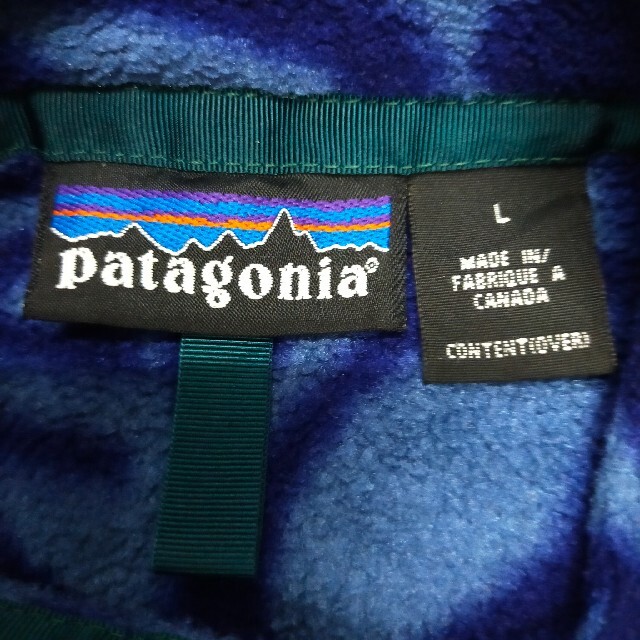 patagonia®
L
MADE IN/
FABRIQUE A
CANADA
CONTENT(OVER)